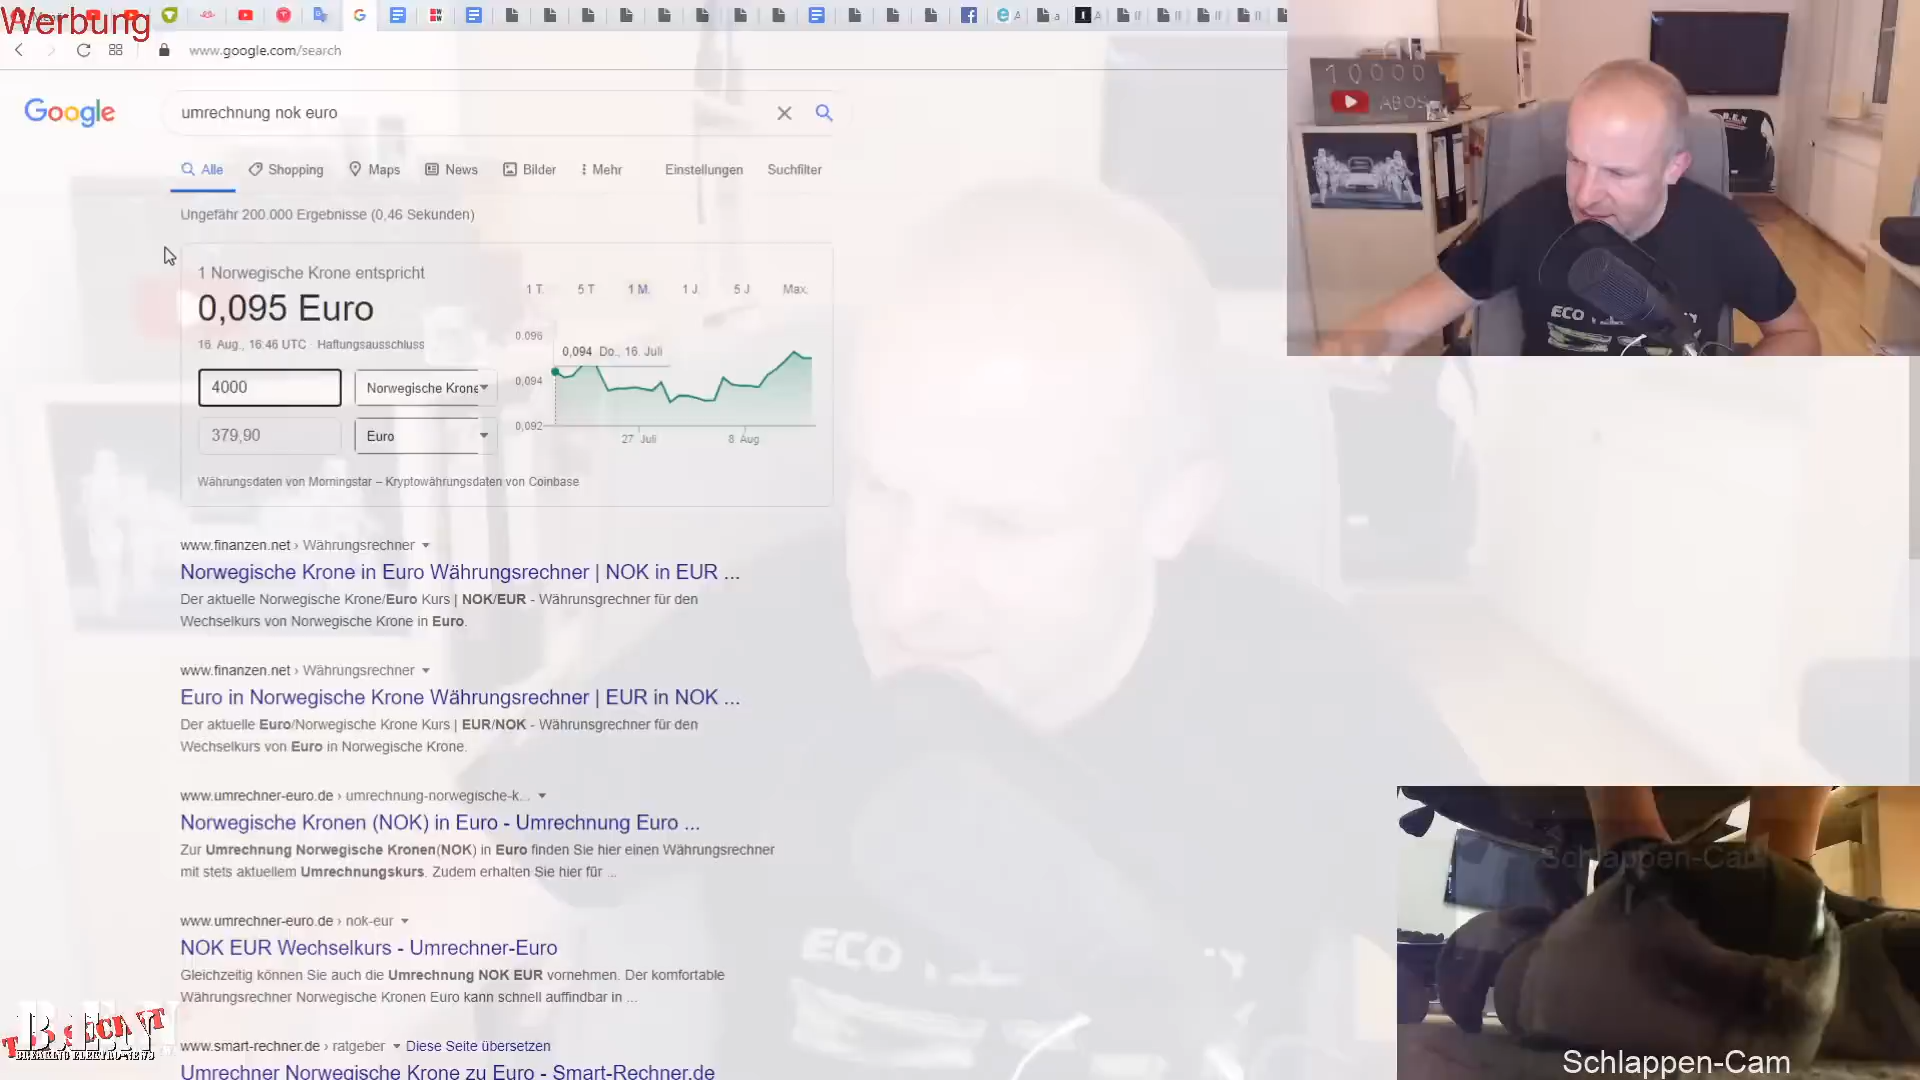 Werbung
www.google.com/search
Google
umrechnung nok euro
Alle Shopping Maps News Bilder Mehr Einstellungen Suchfilter
Ungefähr 200.000 Ergebnisse (0,46 Sekunden)
1 Norwegische Krone entspricht
0,095 Euro
16. Aug., 16:46 UTC · Haftungsausschluss
4000 Norwegische Krone
379,90 Euro
1 T. 5 T 1 M. 1 J. 5 J Max.
0,096
0,094 Do., 16. Juli
0,094
0,092
27. Juli 8. Aug
Währungsdaten von Morningstar – Kryptowährungsdaten von Coinbase
www.finanzen.net › Währungsrechner
Norwegische Krone in Euro Währungsrechner | NOK in EUR ...
Der aktuelle Norwegische Krone/Euro Kurs | NOK/EUR - Währunsgrechner für den
Wechselkurs von Norwegische Krone in Euro.
www.finanzen.net › Währungsrechner
Euro in Norwegische Krone Währungsrechner | EUR in NOK ...
Der aktuelle Euro/Norwegische Krone Kurs | EUR/NOK - Währunsgrechner für den
Wechselkurs von Euro in Norwegische Krone.
www.umrechner-euro.de › umrechnung-norwegische-k...
Norwegische Kronen (NOK) in Euro - Umrechnung Euro ...
Zur Umrechnung Norwegische Kronen(NOK) in Euro finden Sie hier einen Währungsrechner
mit stets aktuellem Umrechnungskurs. Zudem erhalten Sie hier für ...
www.umrechner-euro.de › nok-eur
NOK EUR Wechselkurs - Umrechner-Euro
Gleichzeitig können Sie auch die Umrechnung NOK EUR vornehmen. Der komfortable
Währungsrechner Norwegische Kronen Euro kann schnell auffindbar in ...
www.smart-rechner.de › ratgeber Diese Seite übersetzen
Umrechner Norwegische Krone zu Euro - Smart-Rechner.de
10000
ABOS
ECO
ECO
Schlappen-Cam
Schlappen-Cam
B.E.N
BREAKING ELEKTRO-NEWS